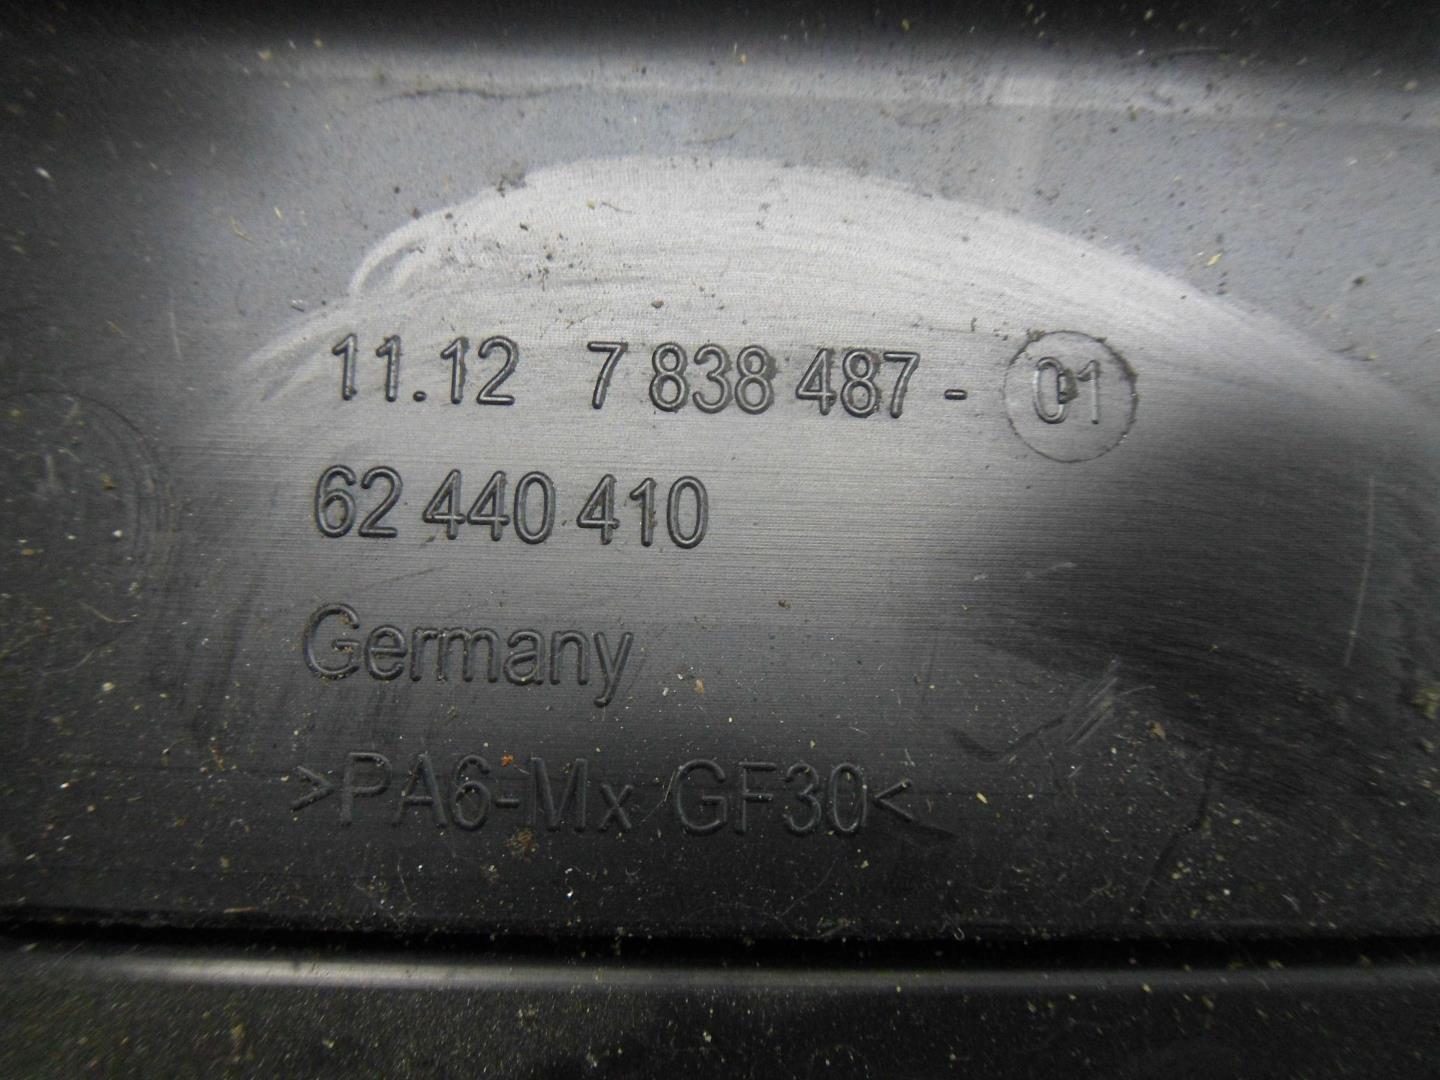 11.12 7 838 487 - 01
62 440 410
Germany
>PA6-Mx GF30<